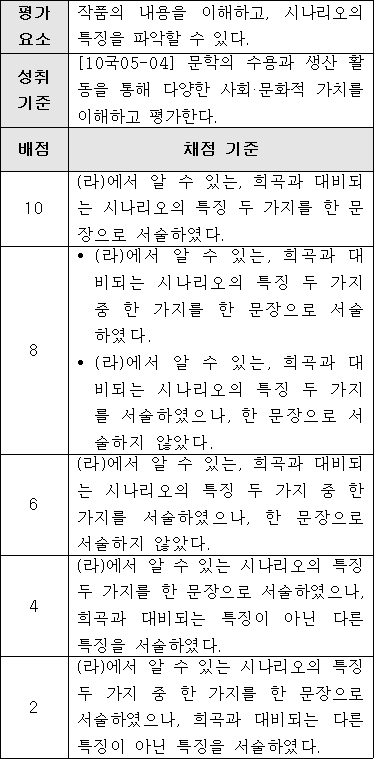 평가
요소
작품의 내용을 이해하고, 시나리오의
특징을 파악할 수 있다.
성취
기준
[10국05-04] 문학의 수용과 생산 활
동을 통해 다양한 사회·문화적 가치를
이해하고 평가한다.
배점
채점 기준
10
(라)에서 알 수 있는, 희곡과 대비되
는 시나리오의 특징 두 가지를 한 문
장으로 서술하였다.
8
• (라)에서 알 수 있는, 희곡과 대
비되는 시나리오의 특징 두 가지
중 한 가지를 한 문장으로 서술
하였다.
• (라)에서 알 수 있는, 희곡과 대
비되는 시나리오의 특징 두 가지
를 서술하였으나, 한 문장으로 서
술하지 않았다.
6
(라)에서 알 수 있는, 희곡과 대비되
는 시나리오의 특징 두 가지 중 한
가지를 서술하였으나, 한 문장으로
서술하지 않았다.
4
(라)에서 알 수 있는 시나리오의 특징
두 가지를 한 문장으로 서술하였으나,
희곡과 대비되는 특징이 아닌 다른
특징을 서술하였다.
2
(라)에서 알 수 있는 시나리오의 특징
두 가지 중 한 가지를 한 문장으로
서술하였으나, 희곡과 대비되는 다른
특징이 아닌 특징을 서술하였다.